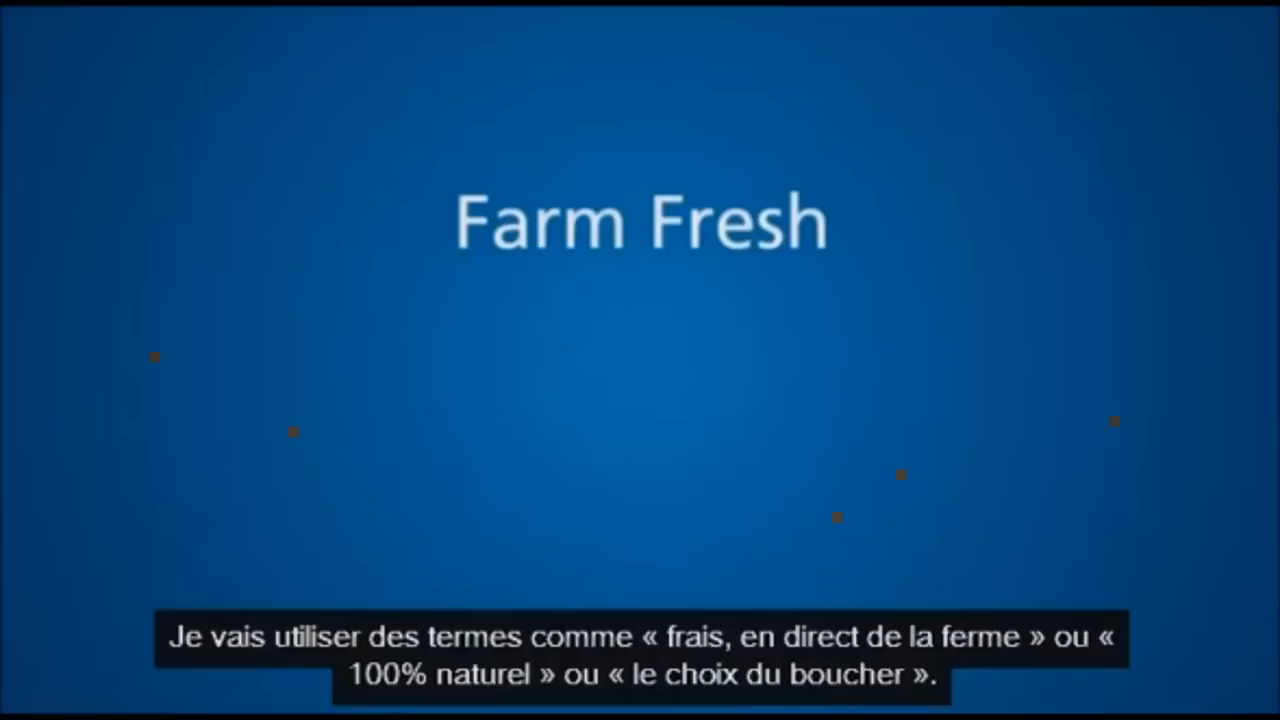 Farm Fresh
Je vais utiliser des termes comme « frais, en direct de la ferme » ou «
100% naturel » ou « le choix du boucher ».